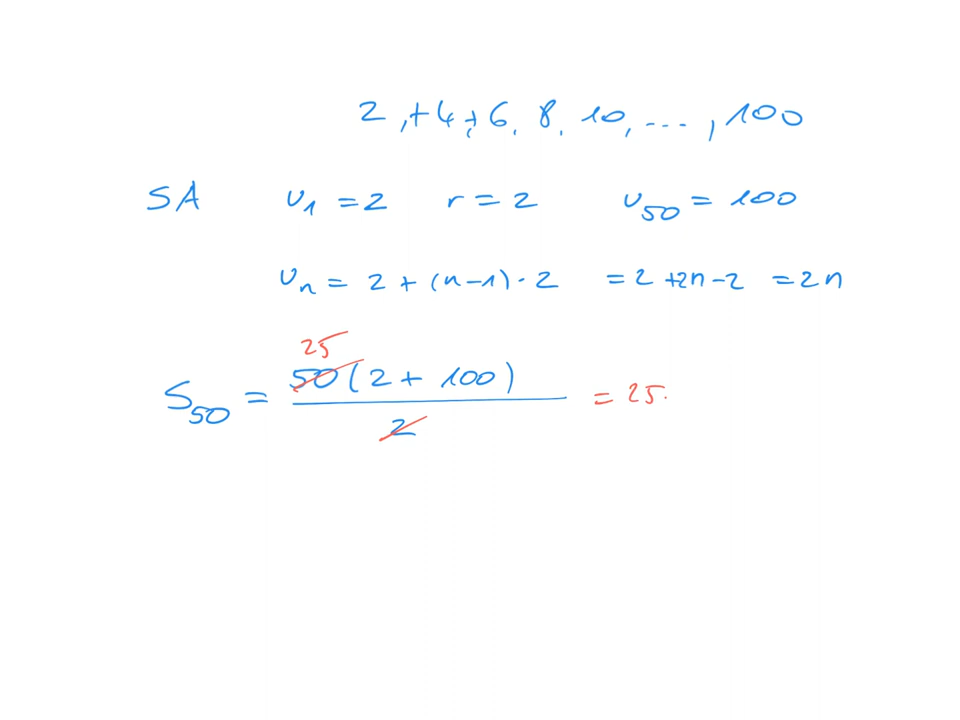 2 , + 4 , + 6 , 8 , 10 , ... , 100
SA u₁ = 2 r = 2 u₅₀ = 100
uₙ = 2 + (n-1) · 2 = 2 + 2n - 2 = 2n
25
S₅₀ = 50 (2 + 100) / 2 = 25 ·